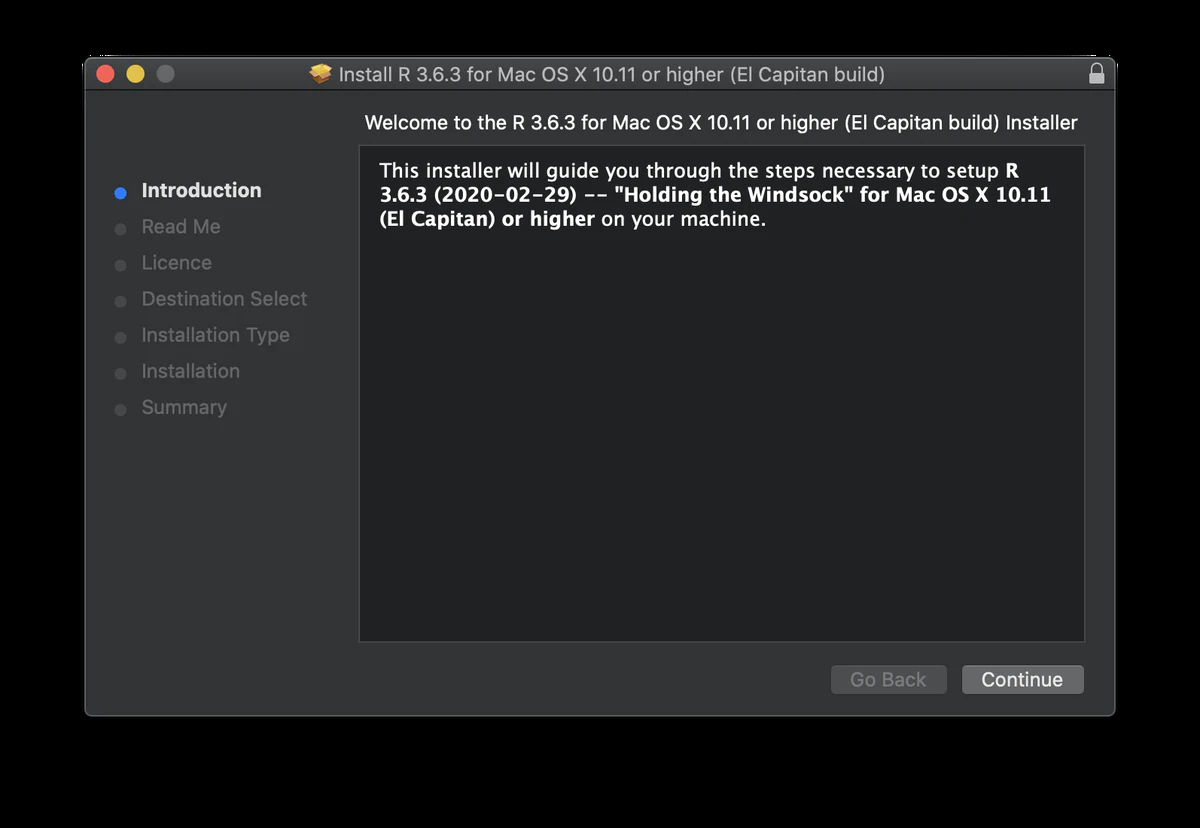 Install R 3.6.3 for Mac OS X 10.11 or higher (El Capitan build)
Welcome to the R 3.6.3 for Mac OS X 10.11 or higher (El Capitan build) Installer
Introduction
Read Me
Licence
Destination Select
Installation Type
Installation
Summary
This installer will guide you through the steps necessary to setup R
3.6.3 (2020-02-29) -- "Holding the Windsock" for Mac OS X 10.11
(El Capitan) or higher on your machine.
Go Back
Continue